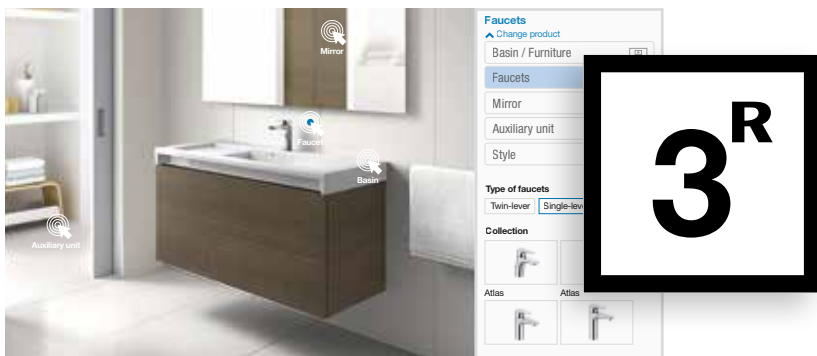 Mirror
Faucet
Basin
Auxiliary unit
Faucets
Change product
Basin / Furniture
Faucets
Mirror
Auxiliary unit
Style
Type of faucets
Twin-lever
Collection
Atlas
Atlas
3R